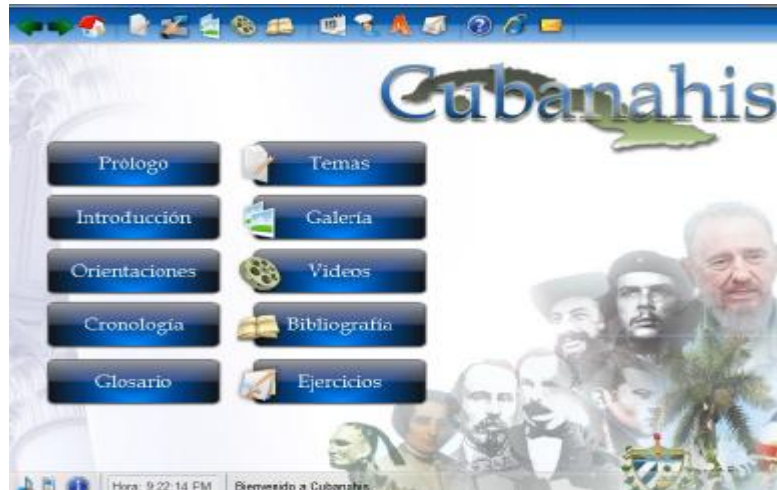 Cubanahis
Prólogo
Temas
Introducción
Galería
Orientaciones
Videos
Cronología
Bibliografía
Glosario
Ejercicios
Hora: 9:22:14 PM
Bienvenido a Cubanahis